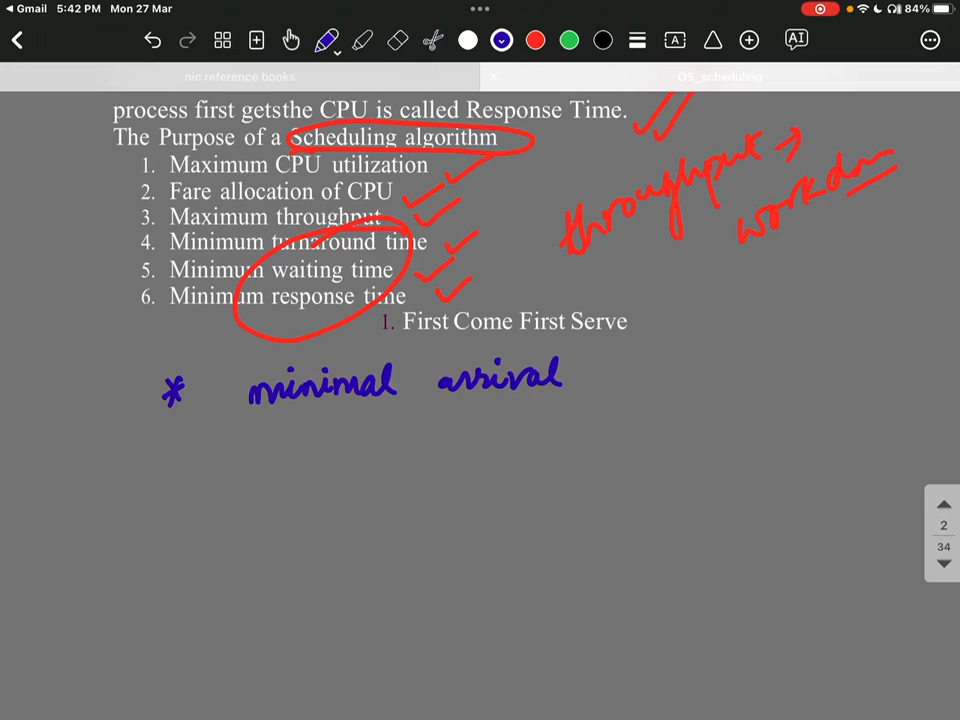 Gmail 5:42 PM Mon 27 Mar 84%
A AI
nic reference books
OS_scheduling
process first getsthe CPU is called Response Time.
The Purpose of a Scheduling algorithm
1. Maximum CPU utilization
2. Fare allocation of CPU
3. Maximum throughput
4. Minimum turnaround time
5. Minimum waiting time
6. Minimum response time
throughput →
work don
1. First Come First Serve
* minimal arrival
2
34